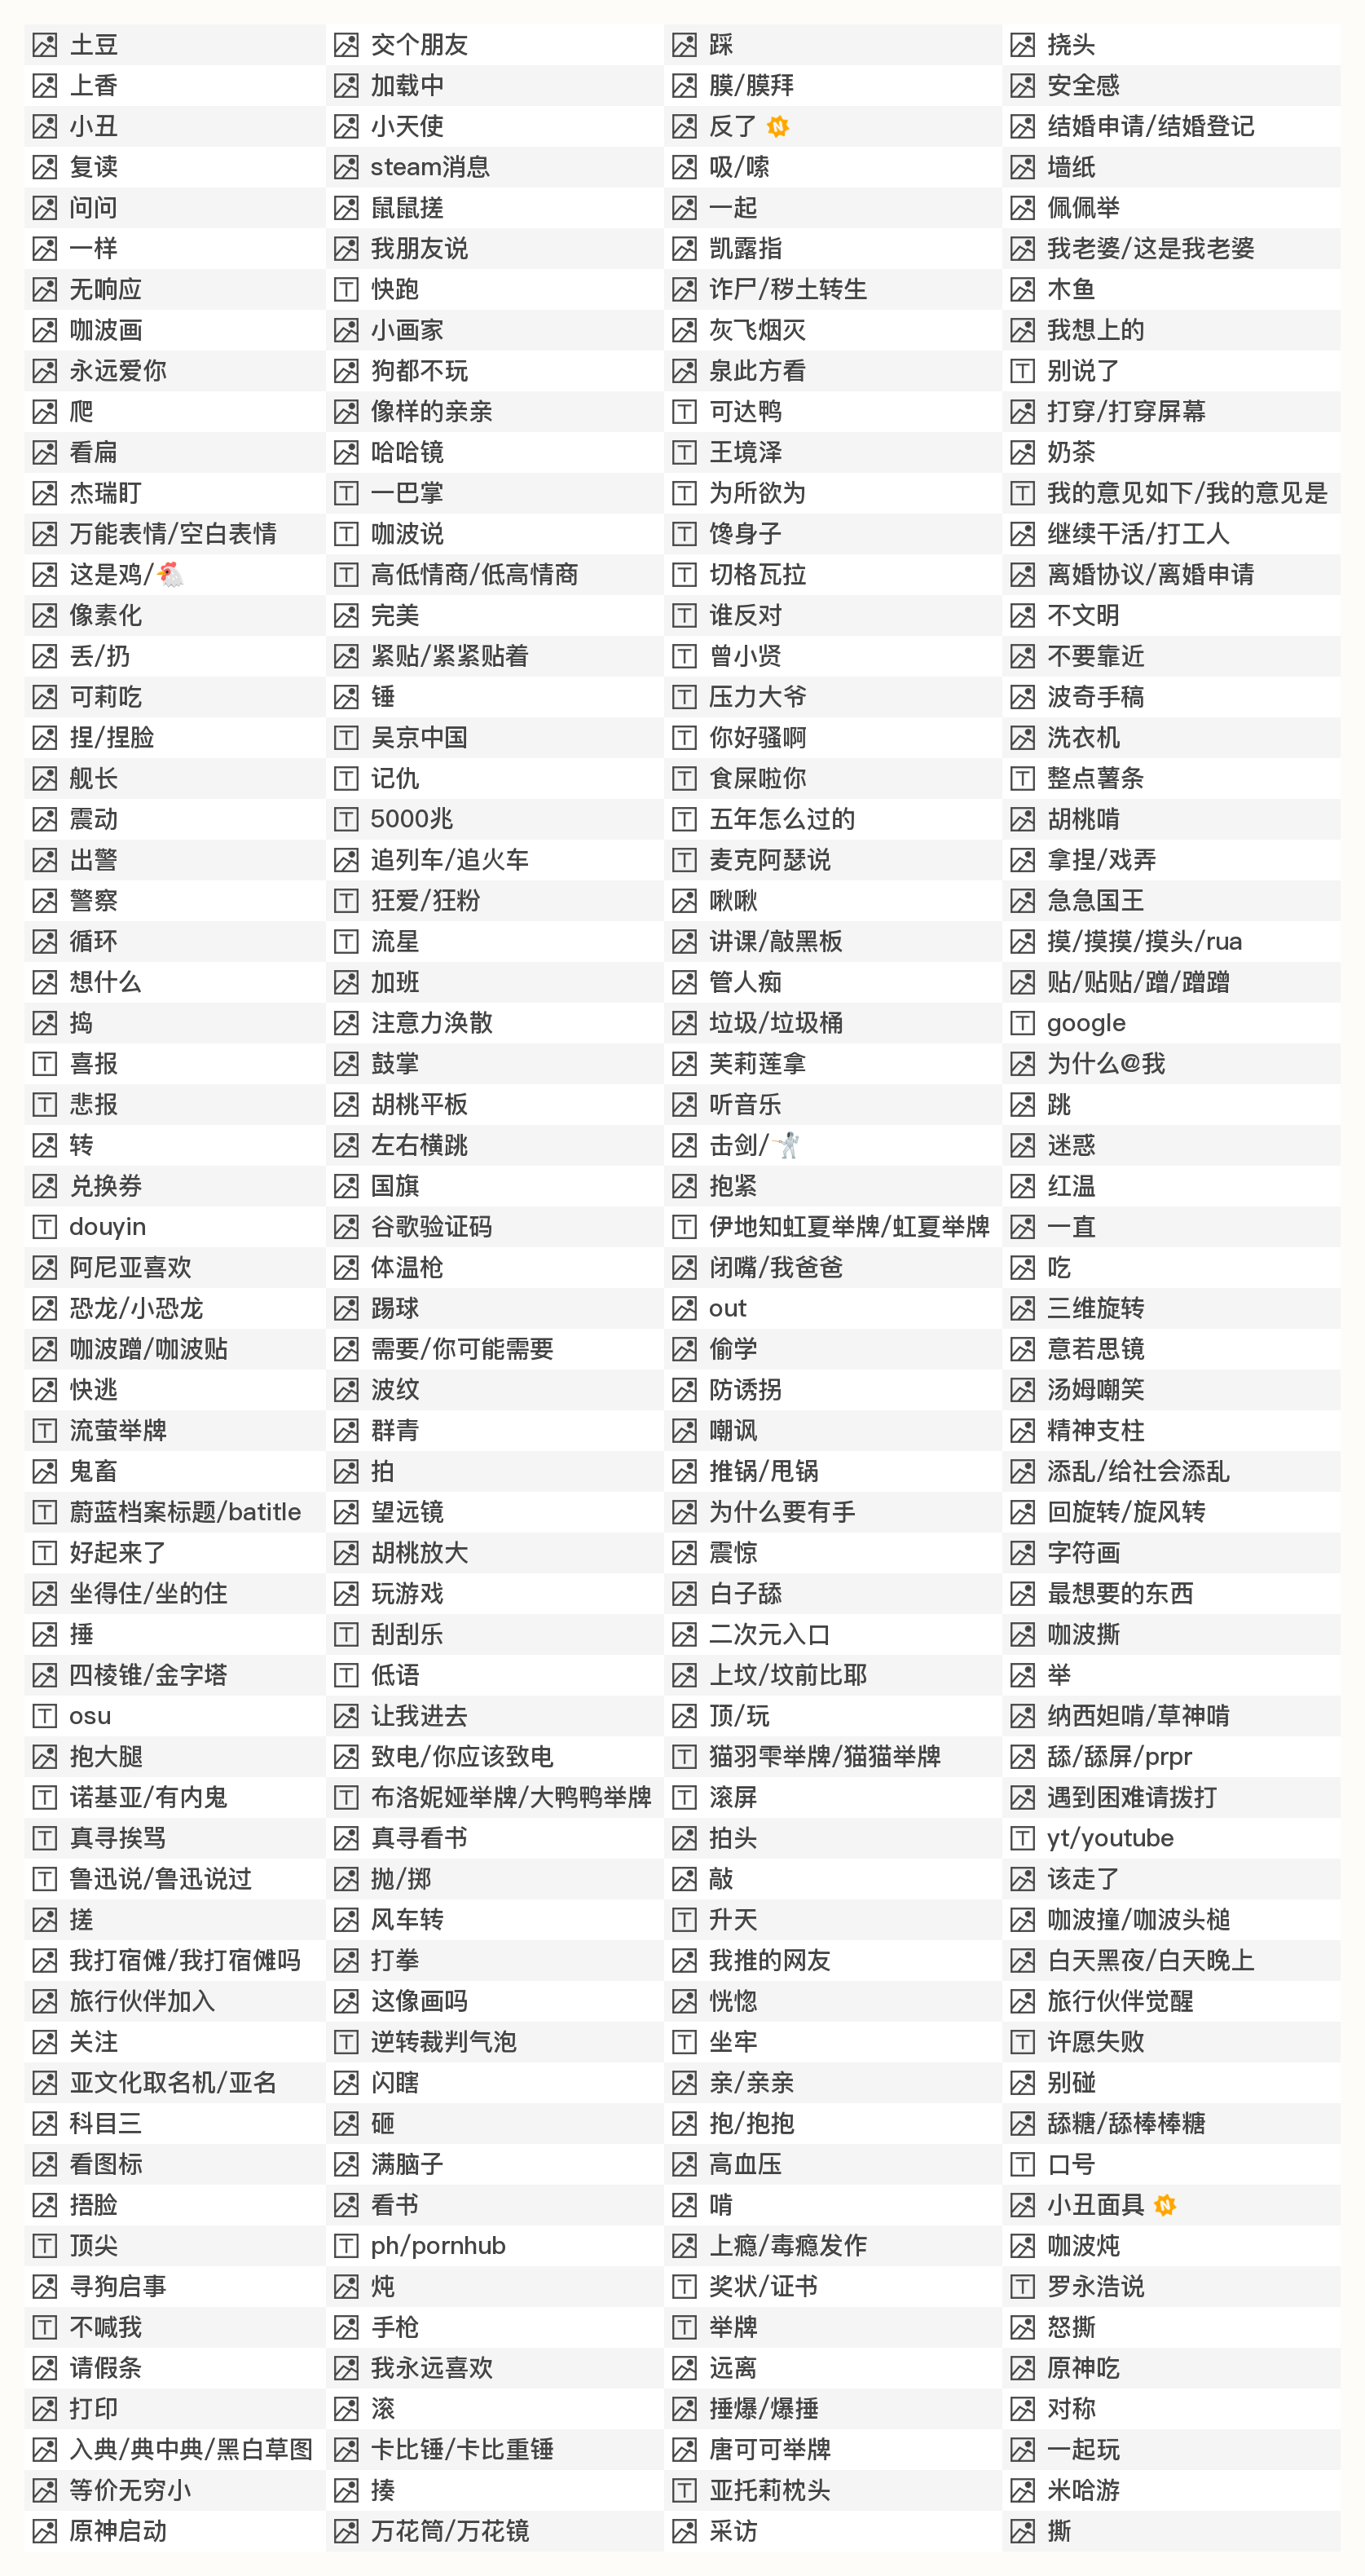 土豆
上香
小丑
复读
问问
一样
无响应
咖波画
永远爱你
爬
看扁
杰瑞盯
万能表情/空白表情
这是鸡/🐔
像素化
丢/扔
可莉吃
捏/捏脸
舰长
震动
出警
警察
循环
想什么
捣
喜报
悲报
转
兑换券
douyin
阿尼亚喜欢
恐龙/小恐龙
咖波蹭/咖波贴
快逃
流萤举牌
鬼畜
蔚蓝档案标题/batitle
好起来了
坐得住/坐的住
捶
四棱锥/金字塔
osu
抱大腿
诺基亚/有内鬼
真寻挨骂
鲁迅说/鲁迅说过
搓
我打宿傩/我打宿傩吗
旅行伙伴加入
关注
亚文化取名机/亚名
科目三
看图标
捂脸
顶尖
寻狗启事
不喊我
请假条
打印
入典/典中典/黑白草图
等价无穷小
原神启动
交个朋友
加载中
小天使
steam消息
鼠鼠搓
我朋友说
快跑
小画家
狗都不玩
像样的亲亲
哈哈镜
一巴掌
咖波说
高低情商/低高情商
完美
紧贴/紧紧贴着
锤
吴京中国
记仇
5000兆
追列车/追火车
狂爱/狂粉
流星
加班
注意力涣散
鼓掌
胡桃平板
左右横跳
国旗
谷歌验证码
体温枪
踢球
需要/你可能需要
波纹
群青
拍
望远镜
胡桃放大
玩游戏
刮刮乐
低语
让我进去
致电/你应该致电
布洛妮娅举牌/大鸭鸭举牌
真寻看书
抛/掷
风车转
打拳
这像画吗
逆转裁判气泡
闪瞎
砸
满脑子
看书
ph/pornhub
炖
手枪
我永远喜欢
滚
卡比锤/卡比重锤
揍
万花筒/万花镜
踩
膜/膜拜
反了 N
吸/嗦
一起
凯露指
诈尸/秽土转生
灰飞烟灭
泉此方看
可达鸭
王境泽
为所欲为
馋身子
切格瓦拉
谁反对
曾小贤
压力大爷
你好骚啊
食屎啦你
五年怎么过的
麦克阿瑟说
啾啾
讲课/敲黑板
管人痴
垃圾/垃圾桶
芙莉莲拿
听音乐
击剑/🤺
抱紧
伊地知虹夏举牌/虹夏举牌
闭嘴/我爸爸
out
偷学
防诱拐
嘲讽
推锅/甩锅
为什么要有手
震惊
白子舔
二次元入口
上坟/坟前比耶
顶/玩
猫羽雫举牌/猫猫举牌
滚屏
拍头
敲
升天
我推的网友
恍惚
坐牢
亲/亲亲
抱/抱抱
高血压
啃
上瘾/毒瘾发作
奖状/证书
举牌
远离
捶爆/爆捶
唐可可举牌
亚托莉枕头
采访
挠头
安全感
结婚申请/结婚登记
墙纸
佩佩举
我老婆/这是我老婆
木鱼
我想上的
别说了
打穿/打穿屏幕
奶茶
我的意见如下/我的意见是
继续干活/打工人
离婚协议/离婚申请
不文明
不要靠近
波奇手稿
洗衣机
整点薯条
胡桃啃
拿捏/戏弄
急急国王
摸/摸摸/摸头/rua
贴/贴贴/蹭/蹭蹭
google
为什么@我
跳
迷惑
红温
一直
吃
三维旋转
意若思镜
汤姆嘲笑
精神支柱
添乱/给社会添乱
回旋转/旋风转
字符画
最想要的东西
咖波撕
举
纳西妲啃/草神啃
舔/舔屏/prpr
遇到困难请拨打
yt/youtube
该走了
咖波撞/咖波头槌
白天黑夜/白天晚上
旅行伙伴觉醒
许愿失败
别碰
舔糖/舔棒棒糖
口号
小丑面具 N
咖波炖
罗永浩说
怒撕
原神吃
对称
一起玩
米哈游
撕